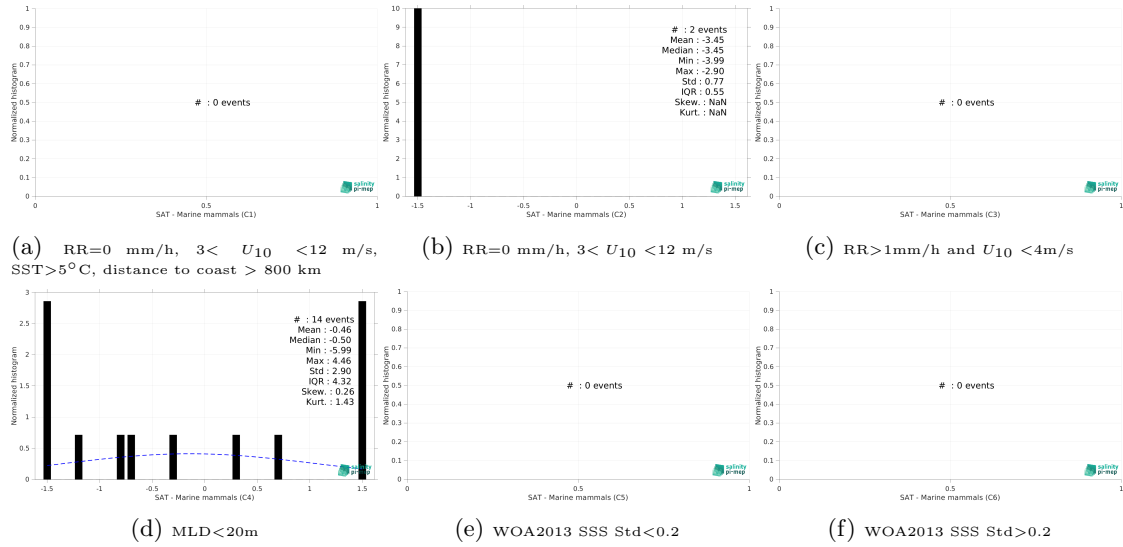 1
0.9
0.8
0.7
0.6
0.5
0.4
0.3
0.2
0.1
0
Normalized histogram
# : 0 events
salinity
pi-mep
0 0.5 1
SAT - Marine mammals (C1)
(a) RR=0 mm/h, 3< U10 <12 m/s,
SST>5°C, distance to coast > 800 km
10
9
8
7
6
5
4
3
2
1
0
Normalized histogram
# : 2 events
Mean : -3.45
Median : -3.45
Min : -3.99
Max : -2.90
Std : 0.77
IQR : 0.55
Skew. : NaN
Kurt. : NaN
salinity
pi-mep
-1.5 -1 -0.5 0 0.5 1 1.5
SAT - Marine mammals (C2)
(b) RR=0 mm/h, 3< U10 <12 m/s
1
0.9
0.8
0.7
0.6
0.5
0.4
0.3
0.2
0.1
0
Normalized histogram
# : 0 events
salinity
pi-mep
0 0.5 1
SAT - Marine mammals (C3)
(c) RR>1mm/h and U10 <4m/s
3
2.5
2
1.5
1
0.5
0
Normalized histogram
# : 14 events
Mean : -0.46
Median : -0.50
Min : -5.99
Max : 4.46
Std : 2.90
IQR : 4.32
Skew. : 0.26
Kurt. : 1.43
salinity
pi-mep
-1.5 -1 -0.5 0 0.5 1 1.5
SAT - Marine mammals (C4)
(d) MLD<20m
1
0.9
0.8
0.7
0.6
0.5
0.4
0.3
0.2
0.1
0
Normalized histogram
# : 0 events
salinity
pi-mep
0 0.5 1
SAT - Marine mammals (C5)
(e) WOA2013 SSS Std<0.2
1
0.9
0.8
0.7
0.6
0.5
0.4
0.3
0.2
0.1
0
Normalized histogram
# : 0 events
salinity
pi-mep
0 0.5 1
SAT - Marine mammals (C6)
(f) WOA2013 SSS Std>0.2